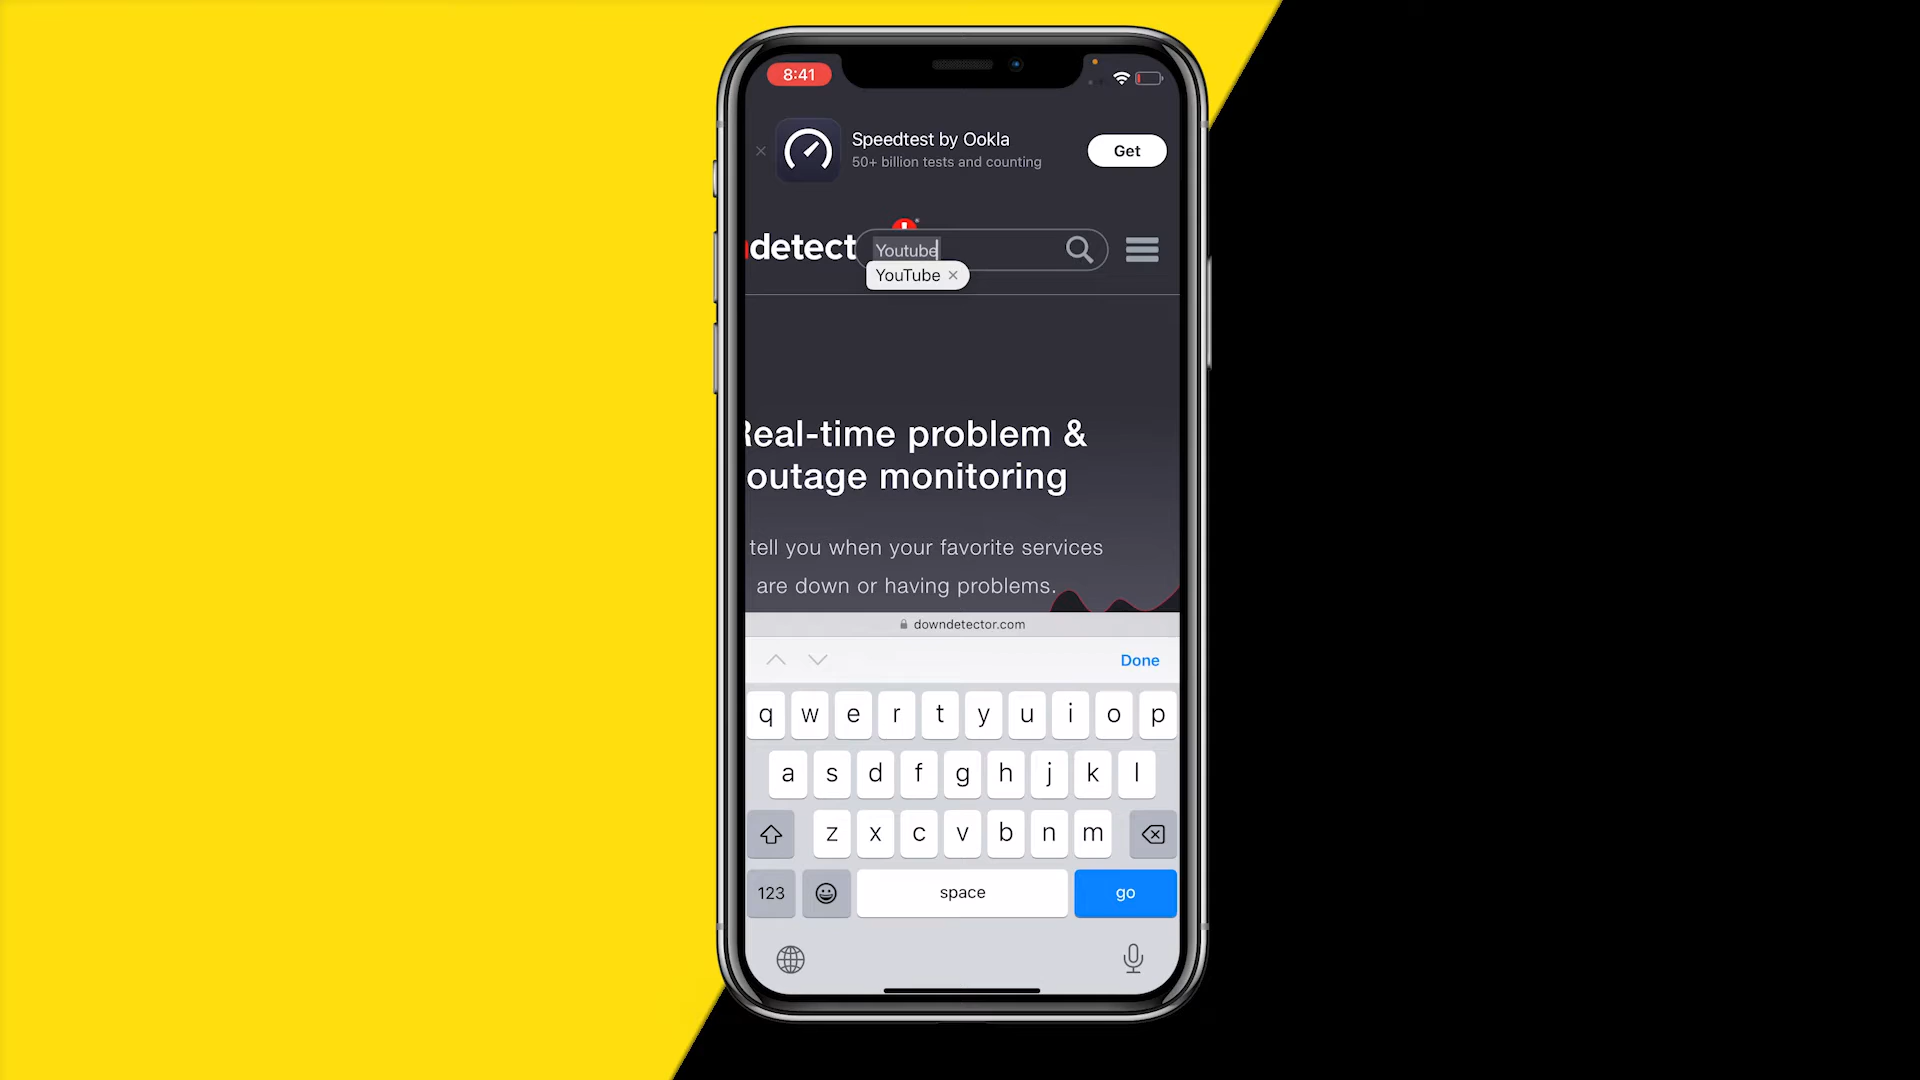 8:41
Speedtest by Ookla
50+ billion tests and counting
Get
detect
Youtube
YouTube
Real-time problem &
outage monitoring
tell you when your favorite services
are down or having problems.
downdetector.com
Done
q w e r t y u i o p
a s d f g h j k l
z x c v b n m
123 space go